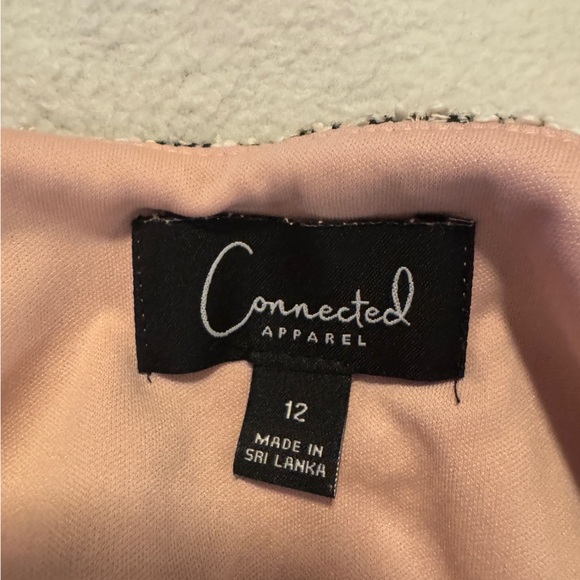 Connected
APPAREL
12
MADE IN
SRI LANKA